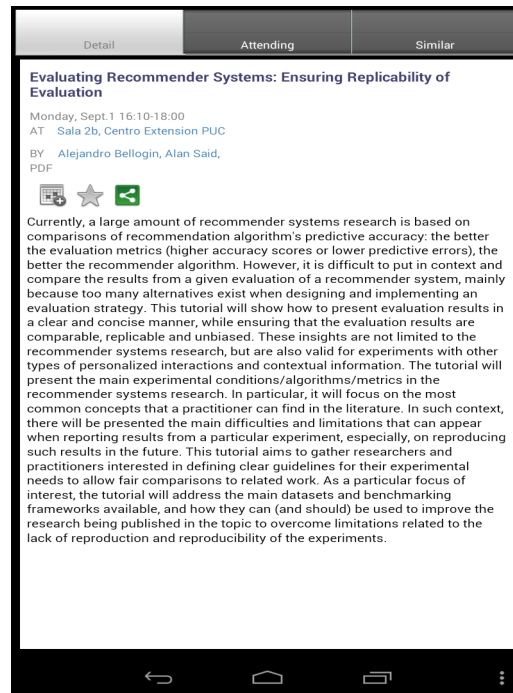 Detail
Attending
Similar
Evaluating Recommender Systems: Ensuring Replicability of
Evaluation
Monday, Sept.1 16:10-18:00
AT Sala 2b, Centro Extension PUC
BY Alejandro Bellogin, Alan Said,
PDF
Currently, a large amount of recommender systems research is based on
comparisons of recommendation algorithm's predictive accuracy: the better
the evaluation metrics (higher accuracy scores or lower predictive errors), the
better the recommender algorithm. However, it is difficult to put in context and
compare the results from a given evaluation of a recommender system, mainly
because too many alternatives exist when designing and implementing an
evaluation strategy. This tutorial will show how to present evaluation results in
a clear and concise manner, while ensuring that the evaluation results are
comparable, replicable and unbiased. These insights are not limited to the
recommender systems research, but are also valid for experiments with other
types of personalized interactions and contextual information. The tutorial will
present the main experimental conditions/algorithms/metrics in the
recommender systems research. In particular, it will focus on the most
common concepts that a practitioner can find in the literature. In such context,
there will be presented the main difficulties and limitations that can appear
when reporting results from a particular experiment, especially, on reproducing
such results in the future. This tutorial aims to gather researchers and
practitioners interested in defining clear guidelines for their experimental
needs to allow fair comparisons to related work. As a particular focus of
interest, the tutorial will address the main datasets and benchmarking
frameworks available, and how they can (and should) be used to improve the
research being published in the topic to overcome limitations related to the
lack of reproduction and reproducibility of the experiments.